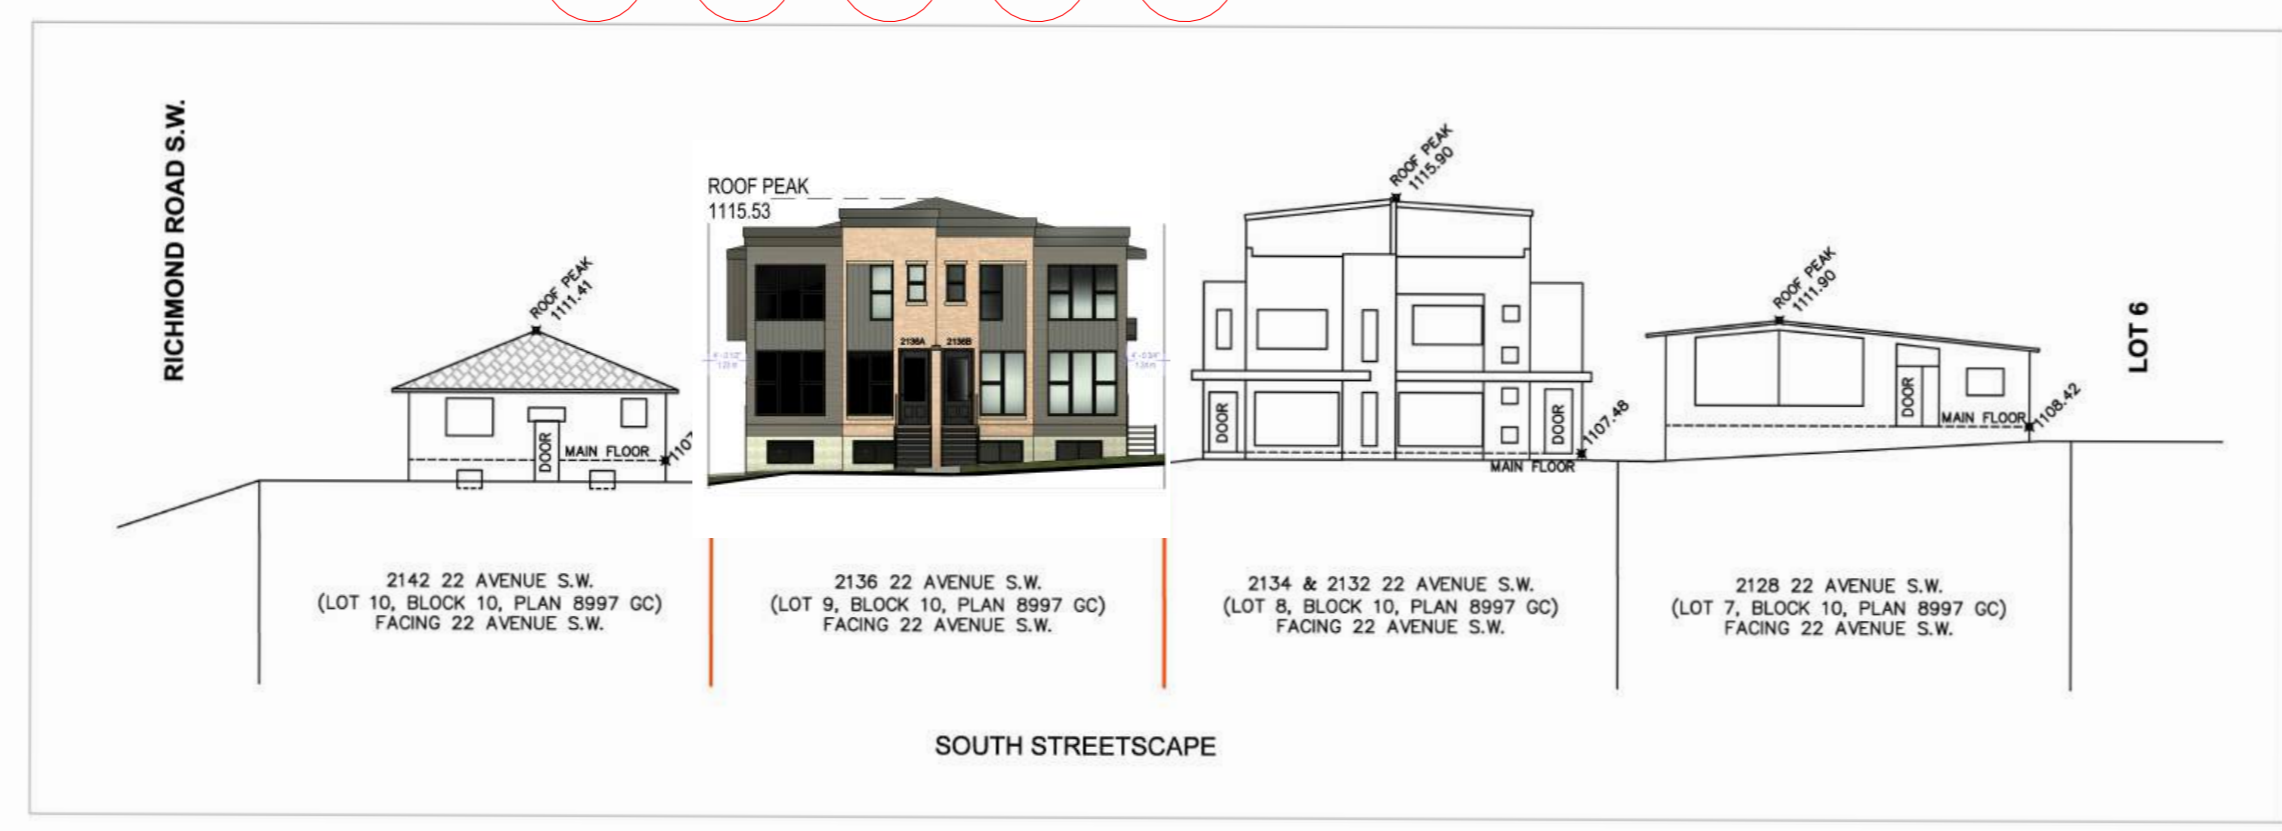 RICHMOND ROAD S.W.
ROOF PEAK
1111.41
DOOR
MAIN FLOOR
1107
ROOF PEAK
1115.53
2136A
2136B
ROOF PEAK
1115.90
DOOR
DOOR
1107.48
MAIN FLOOR
ROOF PEAK
1111.90
DOOR
MAIN FLOOR
1108.42
LOT 6
2142 22 AVENUE S.W.
(LOT 10, BLOCK 10, PLAN 8997 GC)
FACING 22 AVENUE S.W.
2136 22 AVENUE S.W.
(LOT 9, BLOCK 10, PLAN 8997 GC)
FACING 22 AVENUE S.W.
2134 & 2132 22 AVENUE S.W.
(LOT 8, BLOCK 10, PLAN 8997 GC)
FACING 22 AVENUE S.W.
2128 22 AVENUE S.W.
(LOT 7, BLOCK 10, PLAN 8997 GC)
FACING 22 AVENUE S.W.
SOUTH STREETSCAPE